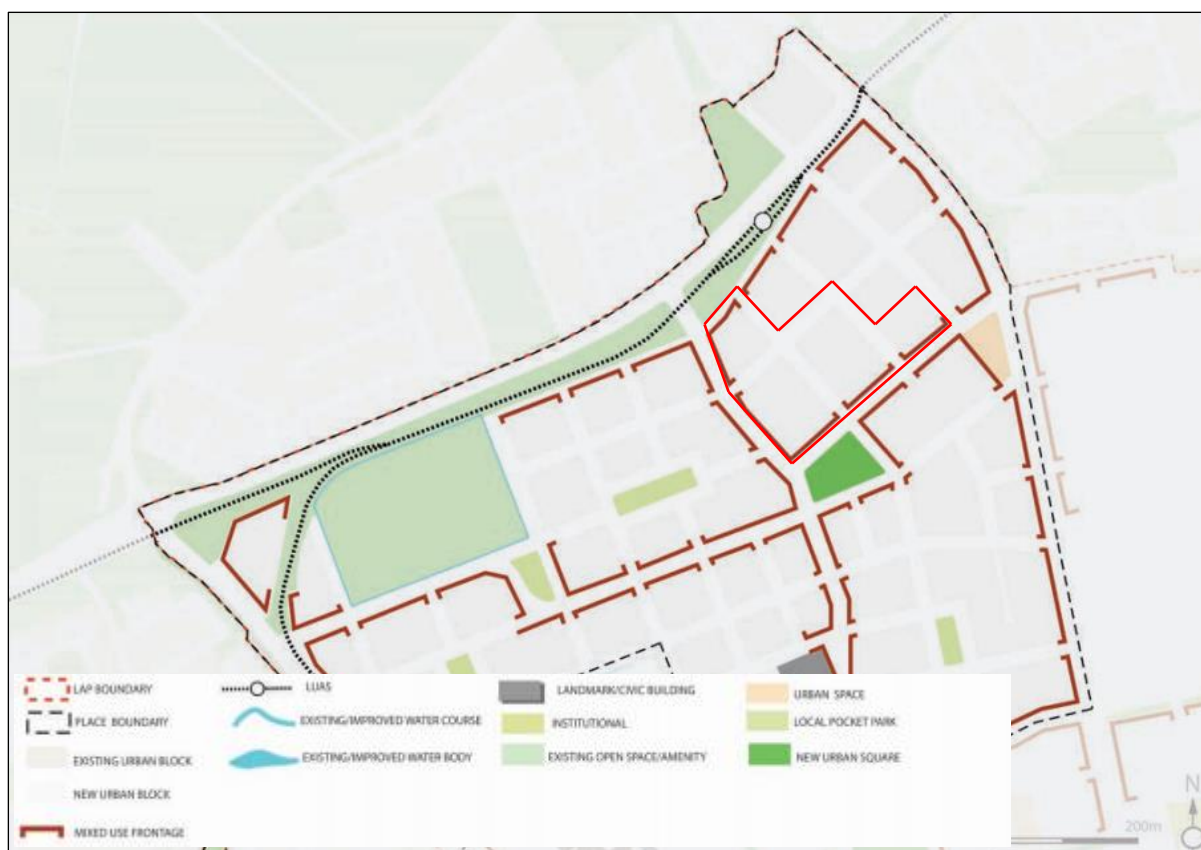 N
200m
LAP BOUNDARY
LUAS
LANDMARK/CIVIC BUILDING
URBAN SPACE
PLACE BOUNDARY
EXISTING/IMPROVED WATER COURSE
INSTITUTIONAL
LOCAL POCKET PARK
EXISTING URBAN BLOCK
EXISTING/IMPROVED WATER BODY
EXISTING OPEN SPACE/AMENITY
NEW URBAN SQUARE
NEW URBAN BLOCK
MIXED USE FRONTAGE